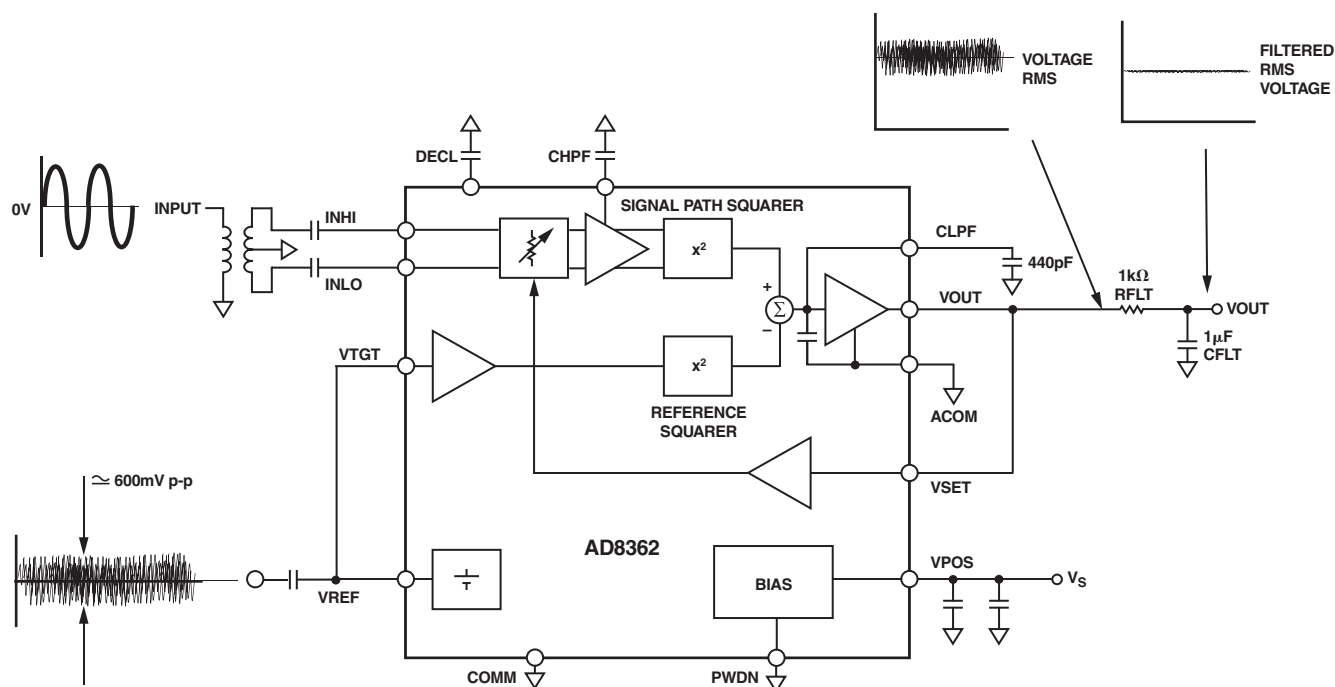 VOLTAGE
RMS
FILTERED
RMS
VOLTAGE
DECL
CHPF
0V
INPUT
INHI
INLO
SIGNAL PATH SQUARER
x²
CLPF
440pF
+
Σ
–
VOUT
1kΩ
RFLT
VOUT
1µF
CFLT
VTGT
x²
REFERENCE
SQUARER
ACOM
VSET
≃ 600mV p-p
AD8362
VREF
BIAS
VPOS
VS
COMM
PWDN